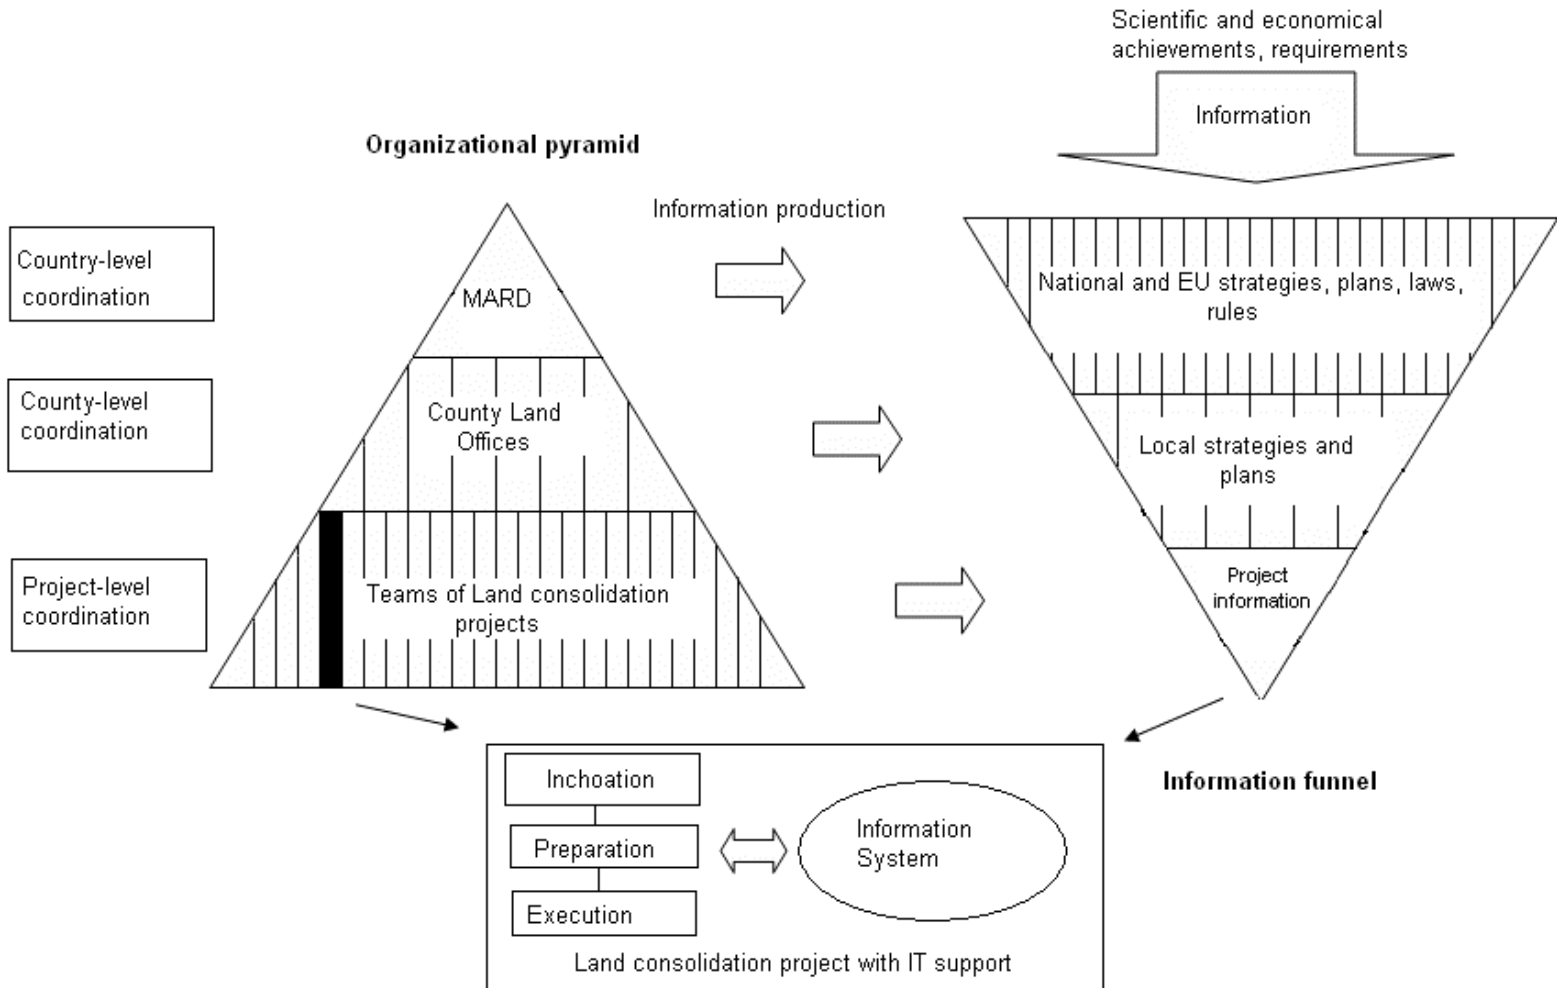 Scientific and economical
achievements, requirements
Information
Organizational pyramid
Information production
Country-level
coordination
MARD
National and EU strategies, plans, laws,
rules
County-level
coordination
County Land
Offices
Local strategies and
plans
Project-level
coordination
Teams of Land consolidation
projects
Project
information
Inchoation
Preparation
Execution
Information
System
Information funnel
Land consolidation project with IT support